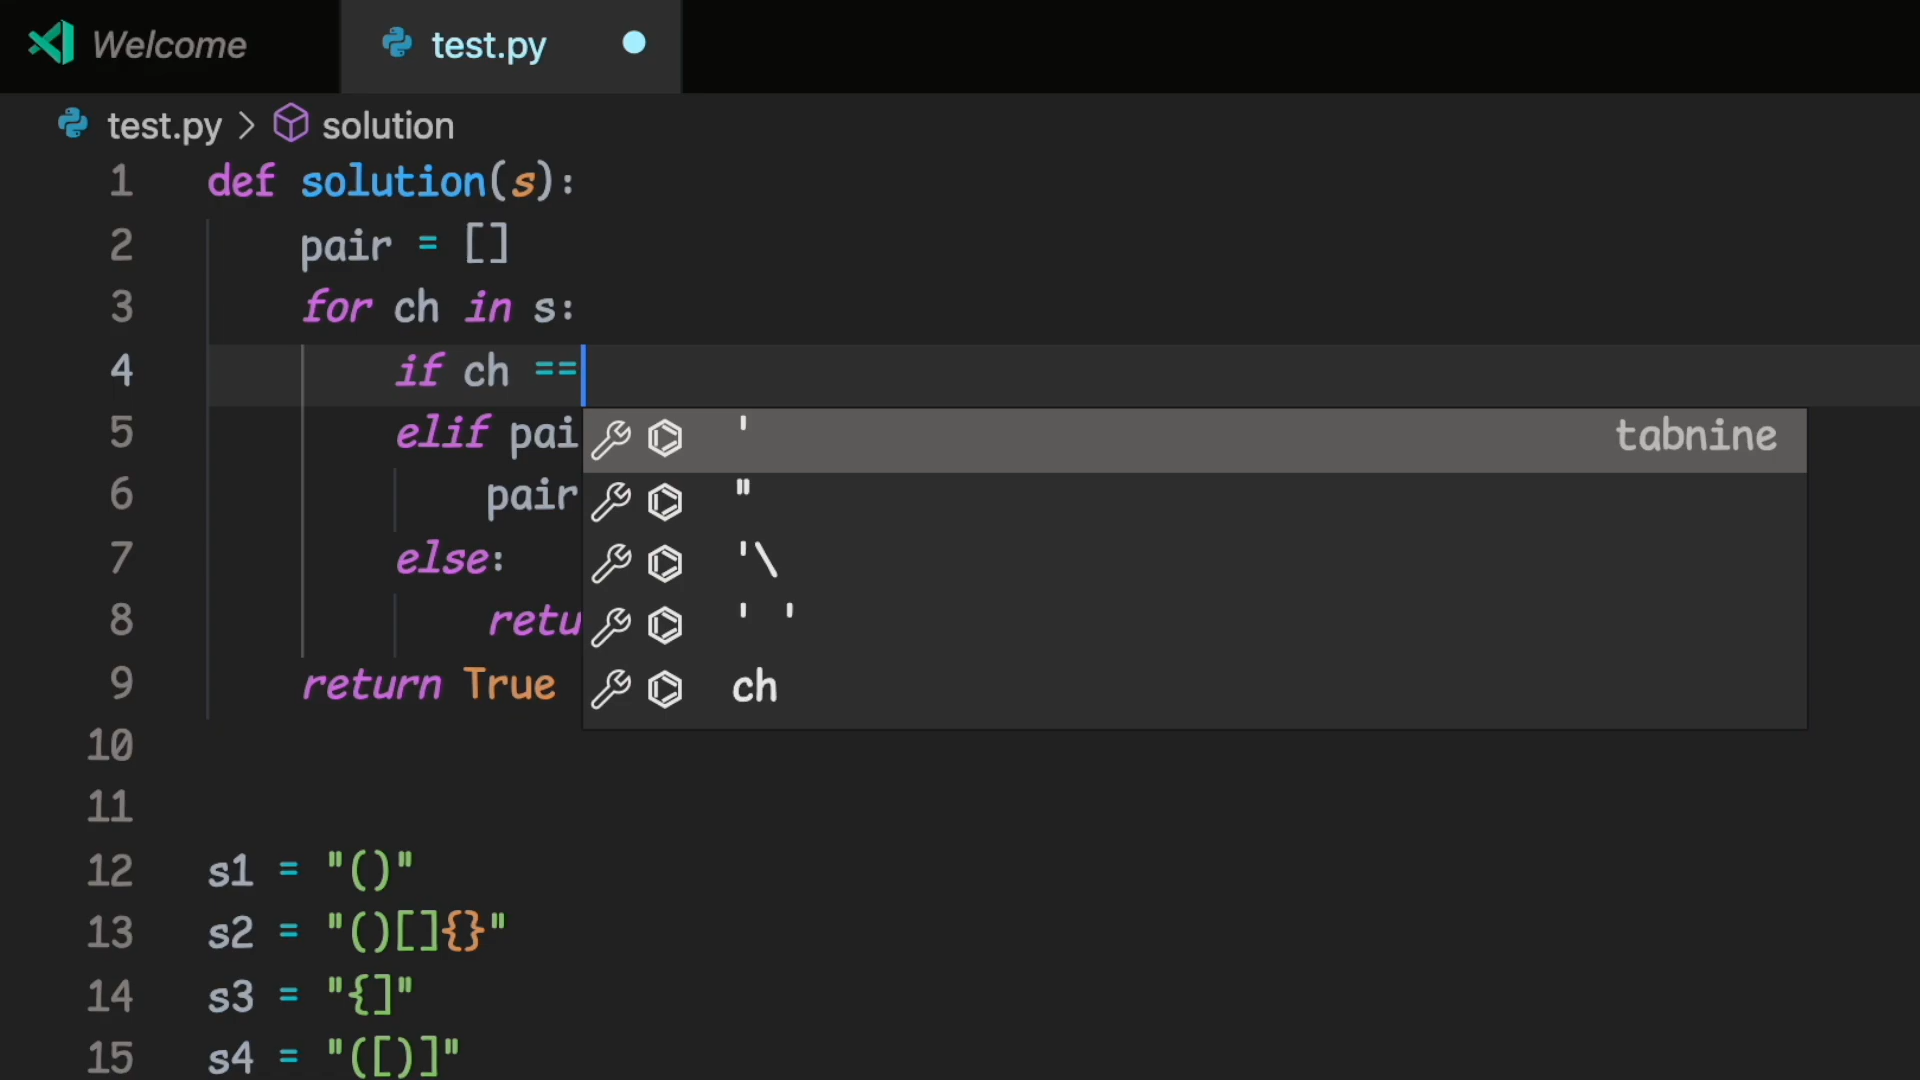 Welcome
test.py
test.py > solution
1 def solution(s):
2 pair = []
3 for ch in s:
4 if ch ==
5 elif pai
' tabnine
6 pair
"
7 else:
'\
8 retu
' '
9 return True
ch
10
11
12 s1 = "()"
13 s2 = "()[]{}"
14 s3 = "{]"
15 s4 = "([)]"